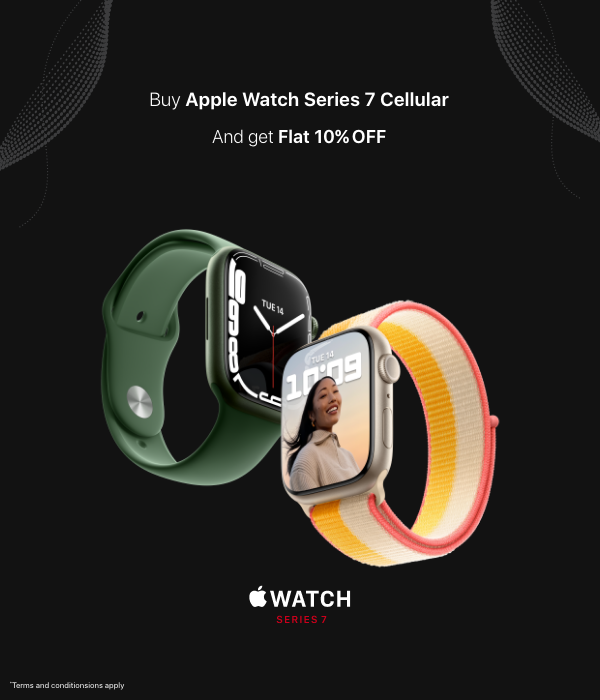 Buy Apple Watch Series 7 Cellular
And get Flat 10% OFF
TUE 14
TUE 14
10:09
WATCH
SERIES 7
*Terms and conditionsions apply